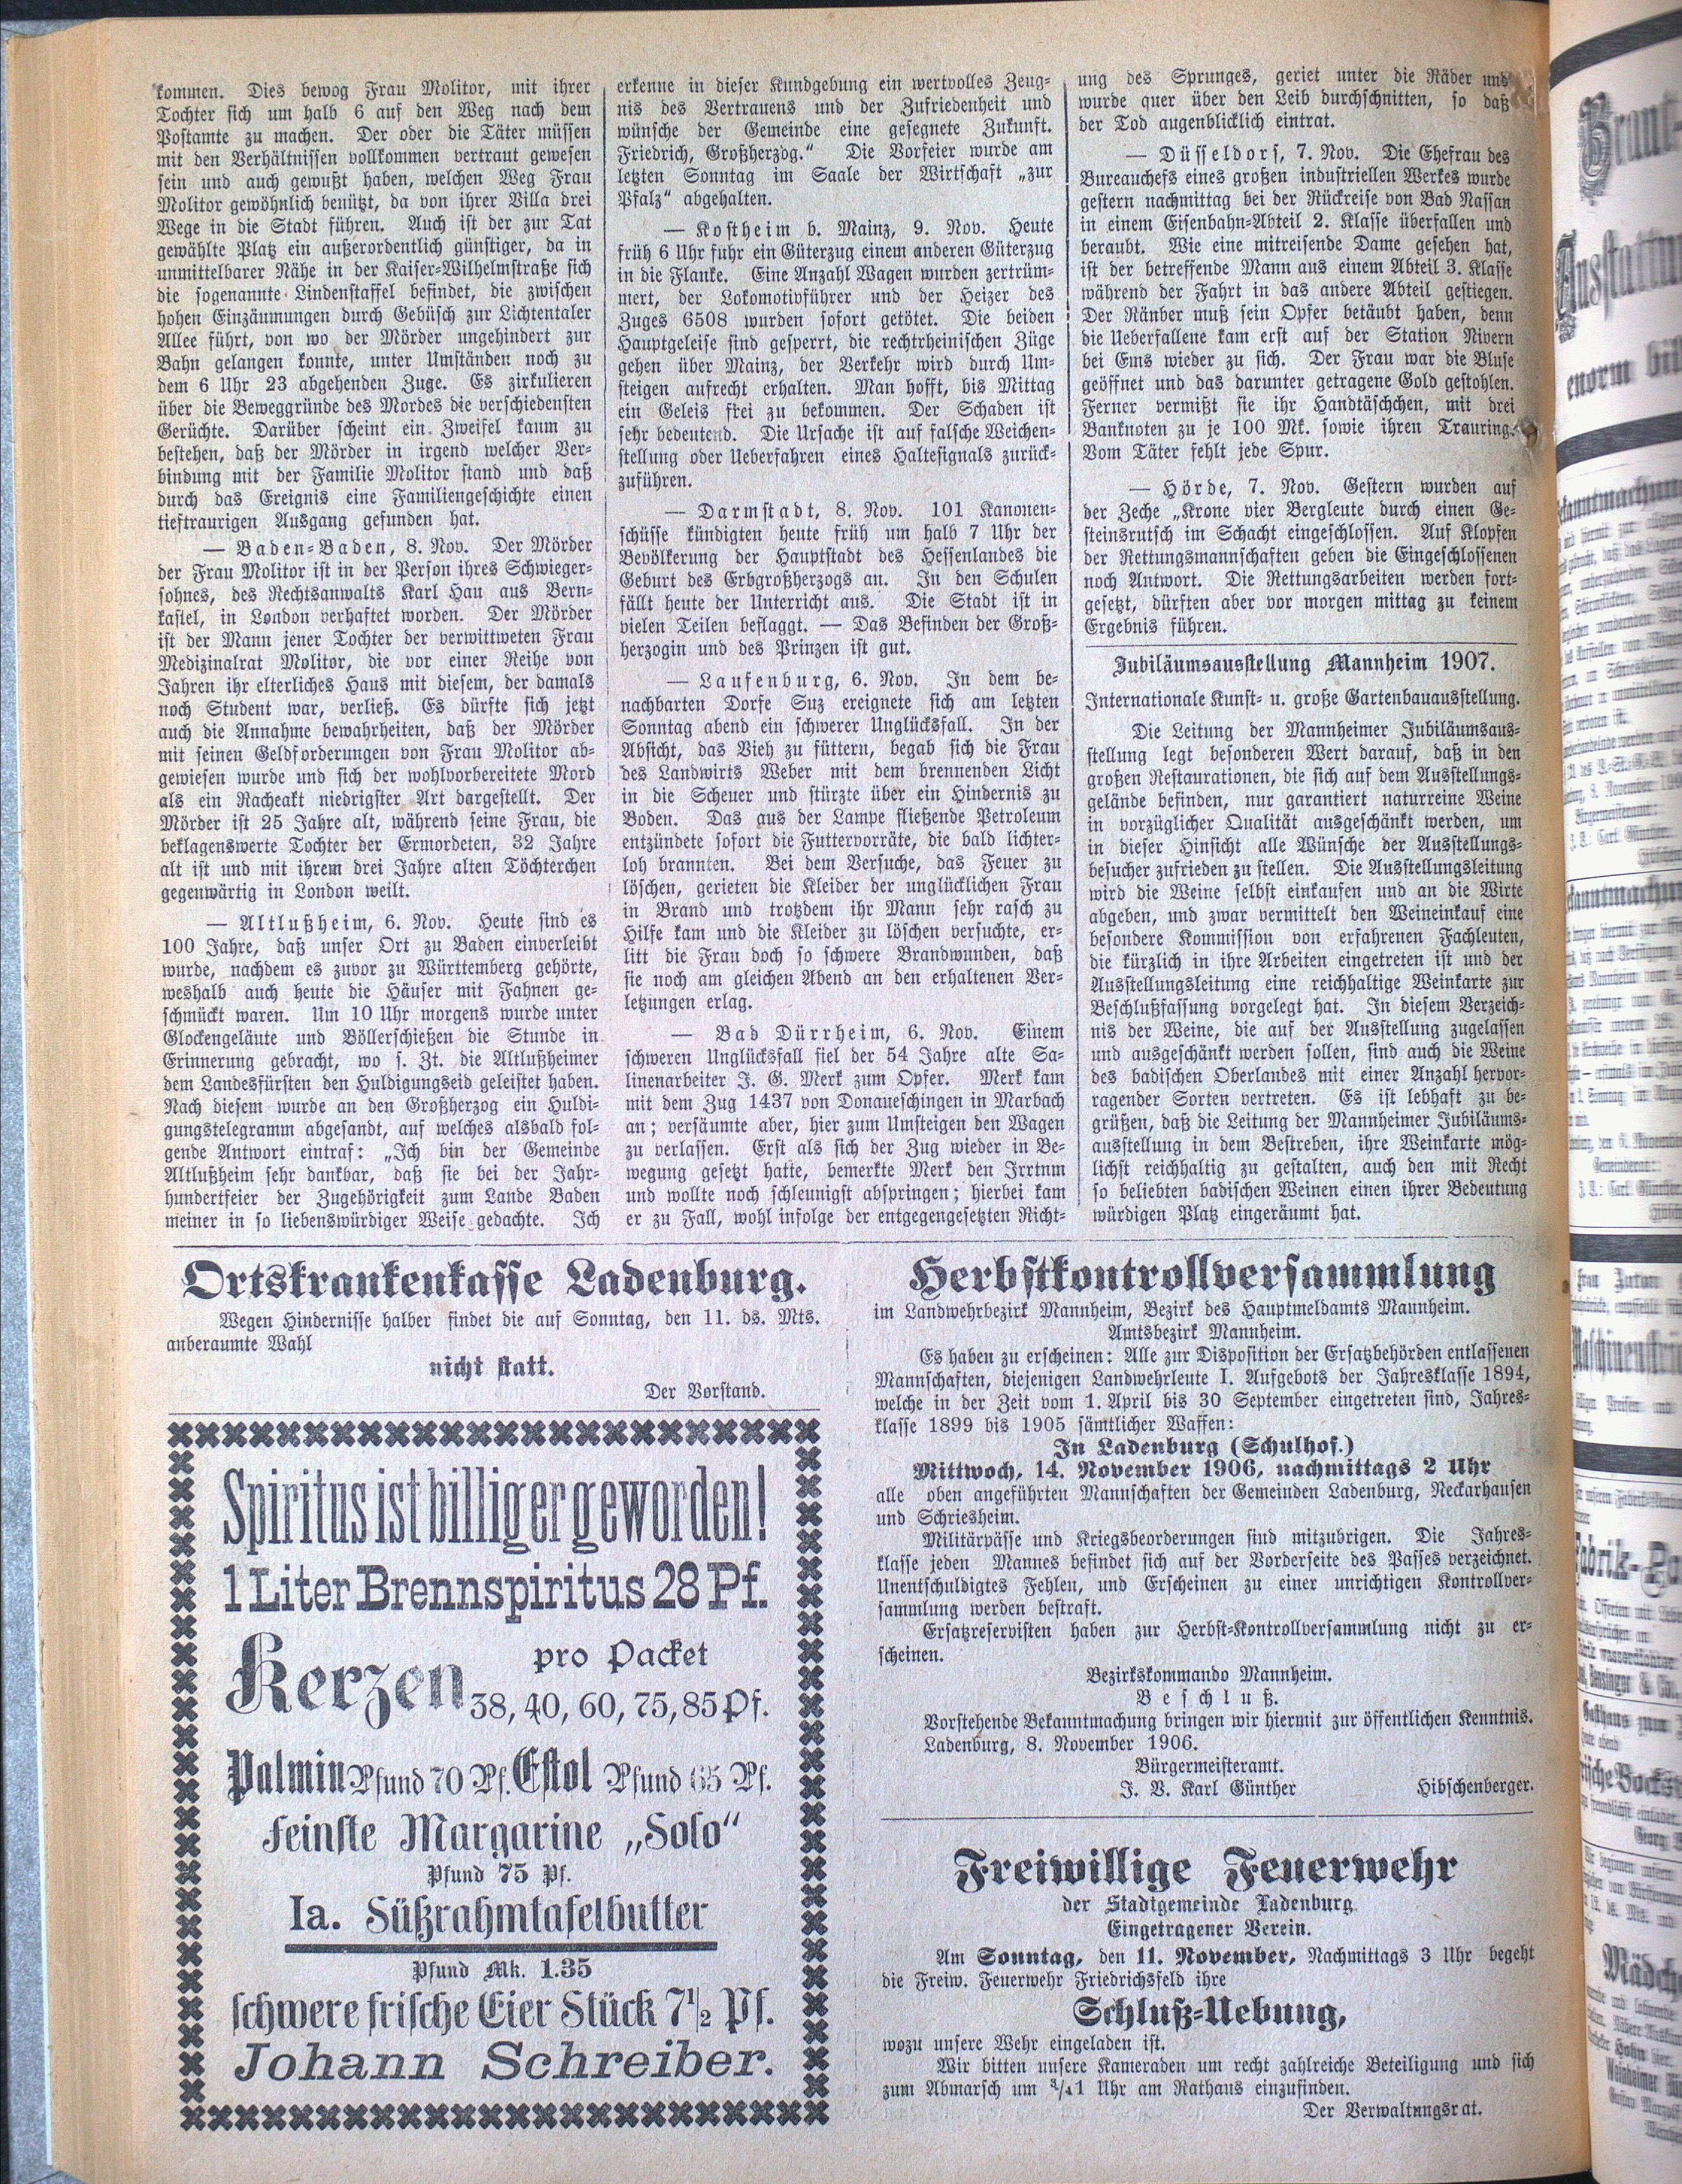 kommen. Dies bewog Frau Molitor, mit ihrer
Tochter sich um halb 6 auf den Weg nach dem
Postamte zu machen. Der oder die Täter müssen
mit den Verhältnissen vollkommen vertraut gewesen
sein und auch gewußt haben, welchen Weg Frau
Molitor gewöhnlich benützt, da von ihrer Villa drei
Wege in die Stadt führen. Auch ist der zur Tat
gewählte Platz ein außerordentlich günstiger, da in
unmittelbarer Nähe in der Kaiser-Wilhelmstraße sich
die sogenannte Lindenstaffel befindet, die zwischen
hohen Einzäunungen durch Gebüsch zur Lichtentaler
Allee führt, von wo der Mörder ungehindert zur
Bahn gelangen konnte, unter Umständen noch zu
dem 6 Uhr 23 abgehenden Zuge. Es zirkulieren
über die Beweggründe des Mordes die verschiedensten
Gerüchte. Darüber scheint ein Zweifel kaum zu
bestehen, daß der Mörder in irgend welcher Ver-
bindung mit der Familie Molitor stand und daß
durch das Ereignis eine Familiengeschichte einen
tieftraurigen Ausgang gefunden hat.
— Baden-Baden, 8. Nov. Der Mörder
der Frau Molitor ist in der Person ihres Schwieger-
sohnes, des Rechtsanwalts Karl Hau aus Bern-
kastel, in London verhaftet worden. Der Mörder
ist der Mann jener Tochter der verwittweten Frau
Medizinalrat Molitor, die vor einer Reihe von
Jahren ihr elterliches Haus mit diesem, der damals
noch Student war, verließ. Es dürfte sich jetzt
auch die Annahme bewahrheiten, daß der Mörder
mit seinen Geldforderungen von Frau Molitor ab-
gewiesen wurde und sich der wohlvorbereitete Mord
als ein Racheakt niedrigster Art dargestellt. Der
Mörder ist 25 Jahre alt, während seine Frau, die
beklagenswerte Tochter der Ermordeten, 32 Jahre
alt ist und mit ihrem drei Jahre alten Töchterchen
gegenwärtig in London weilt.
— Altlußheim, 6. Nov. Heute sind es
100 Jahre, daß unser Ort zu Baden einverleibt
wurde, nachdem es zuvor zu Württemberg gehörte,
weshalb auch heute die Häuser mit Fahnen ge-
schmückt waren. Um 10 Uhr morgens wurde unter
Glockengeläute und Böllerschießen die Stunde in
Erinnerung gebracht, wo s. Zt. die Altlußheimer
dem Landesfürsten den Huldigungseid geleistet haben.
Nach diesem wurde an den Großherzog ein Huldi-
gungstelegramm abgesandt, auf welches alsbald fol-
gende Antwort eintraf: „Ich bin der Gemeinde
Altlußheim sehr dankbar, daß sie bei der Jahr-
hundertfeier der Zugehörigkeit zum Lande Baden
meiner in so liebenswürdiger Weise gedachte. Ich
erkenne in dieser Kundgebung ein wertvolles Zeug-
nis des Vertrauens und der Zufriedenheit und
wünsche der Gemeinde eine gesegnete Zukunft.
Friedrich, Großherzog.“ Die Vorfeier wurde am
letzten Sonntag im Saale der Wirtschaft „zur
Pfalz“ abgehalten.
— Kostheim b. Mainz, 9. Nov. Heute
früh 6 Uhr fuhr ein Güterzug einem anderen Güterzug
in die Flanke. Eine Anzahl Wagen wurden zertrüm-
mert, der Lokomotivführer und der Heizer des
Zuges 6508 wurden sofort getötet. Die beiden
Hauptgeleise sind gesperrt, die rechtrheinischen Züge
gehen über Mainz, der Verkehr wird durch Um-
steigen aufrecht erhalten. Man hofft, bis Mittag
ein Geleis frei zu bekommen. Der Schaden ist
sehr bedeutend. Die Ursache ist auf falsche Weichen-
stellung oder Ueberfahren eines Haltesignals zurück-
zuführen.
— Darmstadt, 8. Nov. 101 Kanonen-
schüsse kündigten heute früh um halb 7 Uhr der
Bevölkerung der Hauptstadt des Hessenlandes die
Geburt des Erbgroßherzogs an. In den Schulen
fällt heute der Unterricht aus. Die Stadt ist in
vielen Teilen beflaggt. — Das Befinden der Groß-
herzogin und des Prinzen ist gut.
— Laufenburg, 6. Nov. In dem be-
nachbarten Dorfe Suz ereignete sich am letzten
Sonntag abend ein schwerer Unglücksfall. In der
Absicht, das Vieh zu füttern, begab sich die Frau
des Landwirts Weber mit dem brennenden Licht
in die Scheuer und stürzte über ein Hindernis zu
Boden. Das aus der Lampe fließende Petroleum
entzündete sofort die Futtervorräte, die bald lichter-
loh brannten. Bei dem Versuche, das Feuer zu
löschen, gerieten die Kleider der unglücklichen Frau
in Brand und trotzdem ihr Mann sehr rasch zu
Hilfe kam und die Kleider zu löschen versuchte, er-
litt die Frau doch so schwere Brandwunden, daß
sie noch am gleichen Abend an den erhaltenen Ver-
letzungen erlag.
— Bad Dürrheim, 6. Nov. Einem
schweren Unglücksfall fiel der 54 Jahre alte Sa-
linenarbeiter J. G. Merk zum Opfer. Merk kam
mit dem Zug 1437 von Donaueschingen in Marbach
an; versäumte aber, hier zum Umsteigen den Wagen
zu verlassen. Erst als sich der Zug wieder in Be-
wegung gesetzt hatte, bemerkte Merk den Irrtnm
und wollte noch schleunigst abspringen; hierbei kam
er zu Fall, wohl infolge der entgegengesetzten Richt-
ung des Sprunges, geriet unter die Räder und
wurde quer über den Leib durchschnitten, so daß
der Tod augenblicklich eintrat.
— Düsseldorf, 7. Nov. Die Ehefrau des
Bureauchefs eines großen industriellen Werkes wurde
gestern nachmittag bei der Rückreise von Bad Nassau
in einem Eisenbahn-Abteil 2. Klasse überfallen und
beraubt. Wie eine mitreisende Dame gesehen hat,
ist der betreffende Mann aus einem Abteil 3. Klasse
während der Fahrt in das andere Abteil gestiegen.
Der Ränber muß sein Opfer betäubt haben, denn
die Ueberfallene kam erst auf der Station Nivern
bei Ems wieder zu sich. Der Frau war die Bluse
geöffnet und das darunter getragene Gold gestohlen.
Ferner vermißt sie ihr Handtäschchen, mit drei
Banknoten zu je 100 Mk. sowie ihren Trauring.
Vom Täter fehlt jede Spur.
— Hörde, 7. Nov. Gestern wurden auf
der Zeche „Krone vier Bergleute durch einen Ge-
steinsrutsch im Schacht eingeschlossen. Auf Klopfen
der Rettungsmannschaften geben die Eingeschlossenen
noch Antwort. Die Rettungsarbeiten werden fort-
gesetzt, dürften aber vor morgen mittag zu keinem
Ergebnis führen.
Jubiläumsausstellung Mannheim 1907.
Internationale Kunst- u. große Gartenbauausstellung.
Die Leitung der Mannheimer Jubiläumsaus-
stellung legt besonderen Wert darauf, daß in den
großen Restaurationen, die sich auf dem Ausstellungs-
gelände befinden, nur garantiert naturreine Weine
in vorzüglicher Qualität ausgeschänkt werden, um
in dieser Hinsicht alle Wünsche der Ausstellungs-
besucher zufrieden zu stellen. Die Ausstellungsleitung
wird die Weine selbst einkaufen und an die Wirte
abgeben, und zwar vermittelt den Weineinkauf eine
besondere Kommission von erfahrenen Fachleuten,
die kürzlich in ihre Arbeiten eingetreten ist und der
Ausstellungsleitung eine reichhaltige Weinkarte zur
Beschlußfassung vorgelegt hat. In diesem Verzeich-
nis der Weine, die auf der Ausstellung zugelassen
und ausgeschänkt werden sollen, sind auch die Weine
des badischen Oberlandes mit einer Anzahl hervor-
ragender Sorten vertreten. Es ist lebhaft zu be-
grüßen, daß die Leitung der Mannheimer Jubiläums-
ausstellung in dem Bestreben, ihre Weinkarte mög-
lichst reichhaltig zu gestalten, auch den mit Recht
so beliebten badischen Weinen einen ihrer Bedeutung
würdigen Platz eingeräumt hat.
Ortskrankenkasse Ladenburg.
Wegen Hindernisse halber findet die auf Sonntag, den 11. ds. Mts.
anberaumte Wahl
nicht statt.
Der Vorstand.
Spiritus ist billiger geworden!
1 Liter Brennspiritus 28 Pf.
Kerzen pro Packet
38, 40, 60, 75, 85 Pf.
Palmin Pfund 70 Pf. Estol Pfund 65 Pf.
Feinste Margarine „Solo“
Pfund 75 Pf.
Ia. Süßrahmtafelbutter
Pfund Mk. 1.35
schwere frische Eier Stück 7½ Pf.
Johann Schreiber.
Herbstkontrollversammlung
im Landwehrbezirk Mannheim, Bezirk des Hauptmeldamts Mannheim.
Amtsbezirk Mannheim.
Es haben zu erscheinen: Alle zur Disposition der Ersatzbehörden entlassenen
Mannschaften, diejenigen Landwehrleute I. Aufgebots der Jahresklasse 1894,
welche in der Zeit vom 1. April bis 30 September eingetreten sind, Jahres-
klasse 1899 bis 1905 sämtlicher Waffen:
In Ladenburg (Schulhof.)
Mittwoch, 14. November 1906, nachmittags 2 Uhr
alle oben angeführten Mannschaften der Gemeinden Ladenburg, Neckarhausen
und Schriesheim.
Militärpässe und Kriegsbeorderungen sind mitzubrigen. Die Jahres-
klasse jeden Mannes befindet sich auf der Vorderseite des Passes verzeichnet.
Unentschuldigtes Fehlen, und Erscheinen zu einer unrichtigen Kontrollver-
sammlung werden bestraft.
Ersatzreservisten haben zur Herbst-Kontrollversammlung nicht zu er-
scheinen.
Bezirkskommando Mannheim.
Beschluß.
Vorstehende Bekanntmachung bringen wir hiermit zur öffentlichen Kenntnis.
Ladenburg, 8. November 1906.
Bürgermeisteramt.
J. V. Karl Günther Hibschenberger.
Freiwillige Feuerwehr
der Stadtgemeinde Ladenburg
Eingetragener Verein.
Am Sonntag, den 11. November, Nachmittags 3 Uhr begeht
die Freiw. Feuerwehr Friedrichsfeld ihre
Schluß-Uebung,
wozu unsere Wehr eingeladen ist.
Wir bitten unsere Kameraden um recht zahlreiche Beteiligung und sich
zum Abmarsch um ¾1 Uhr am Rathaus einzufinden.
Der Verwaltungsrat.
enorm